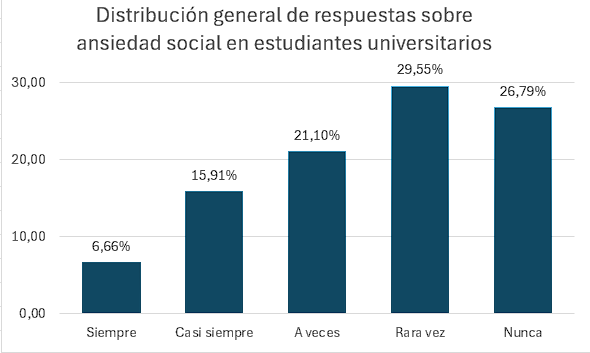 Distribución general de respuestas sobre
ansiedad social en estudiantes universitarios
30,00
20,00
10,00
0,00
6,66%
15,91%
21,10%
29,55%
26,79%
Siempre
Casi siempre
A veces
Rara vez
Nunca